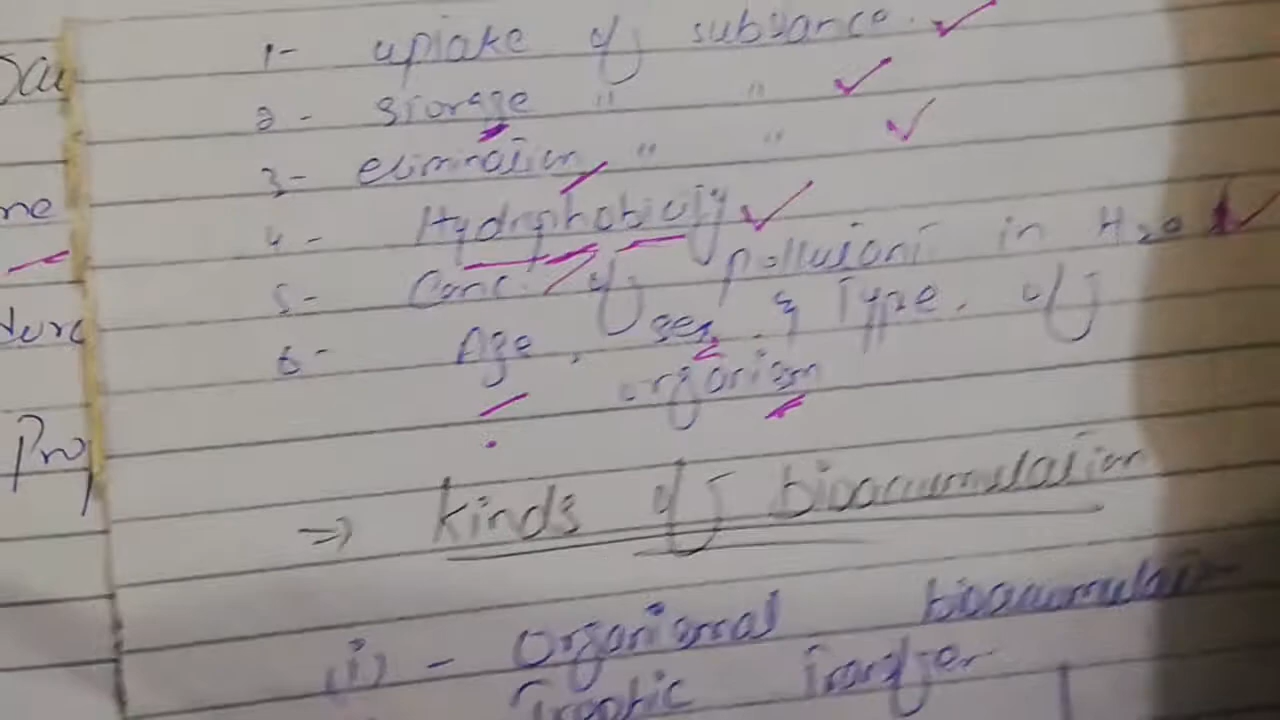 1- uptake of substance.
2- storage " "
3- elimination " "
4- Hydrophobicity
5- Conc. of pollutant in H2O
6- Age, sex & Type. of
organism
=> kinds of bioaccumulation
(i) - Organismal bioaccumulation
Trophic Transfer